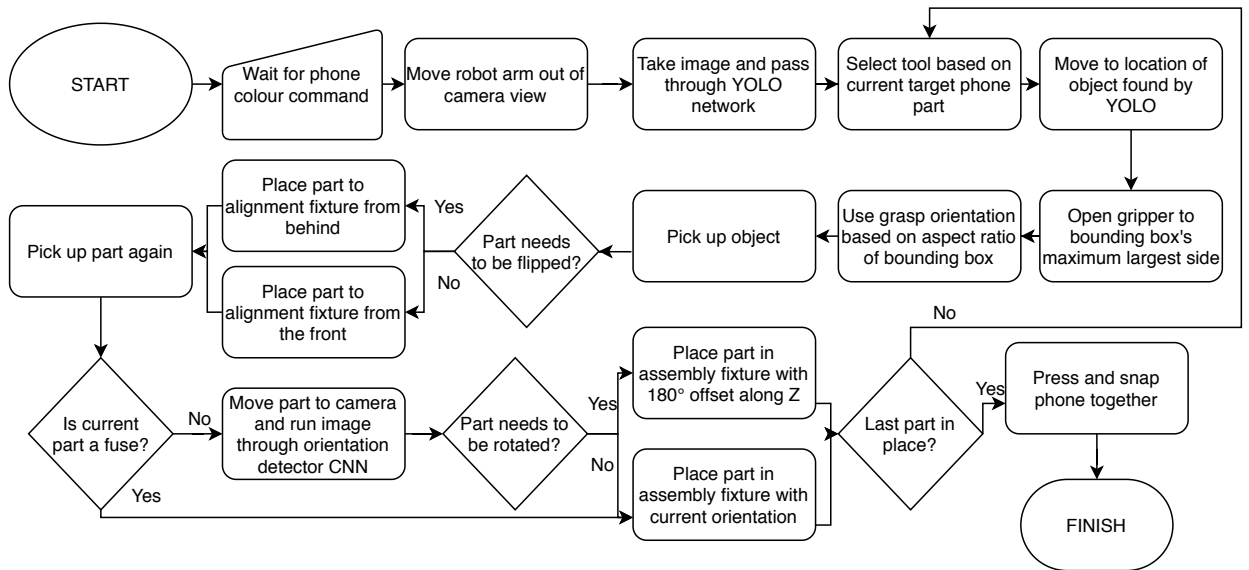 START
Wait for phone
colour command
Move robot arm out of
camera view
Take image and pass
through YOLO
network
Select tool based on
current target phone
part
Move to location of
object found by
YOLO
Open gripper to
bounding box's
maximum largest side
Use grasp orientation
based on aspect ratio
of bounding box
Pick up object
Part needs
to be flipped?
Yes
No
Place part to
alignment fixture from
behind
Place part to
alignment fixture from
the front
Pick up part again
Is current
part a fuse?
No
Yes
Move part to camera
and run image
through orientation
detector CNN
Part needs to
be rotated?
Yes
No
Place part in
assembly fixture with
180° offset along Z
Place part in
assembly fixture with
current orientation
Last part in
place?
No
Yes
Press and snap
phone together
FINISH